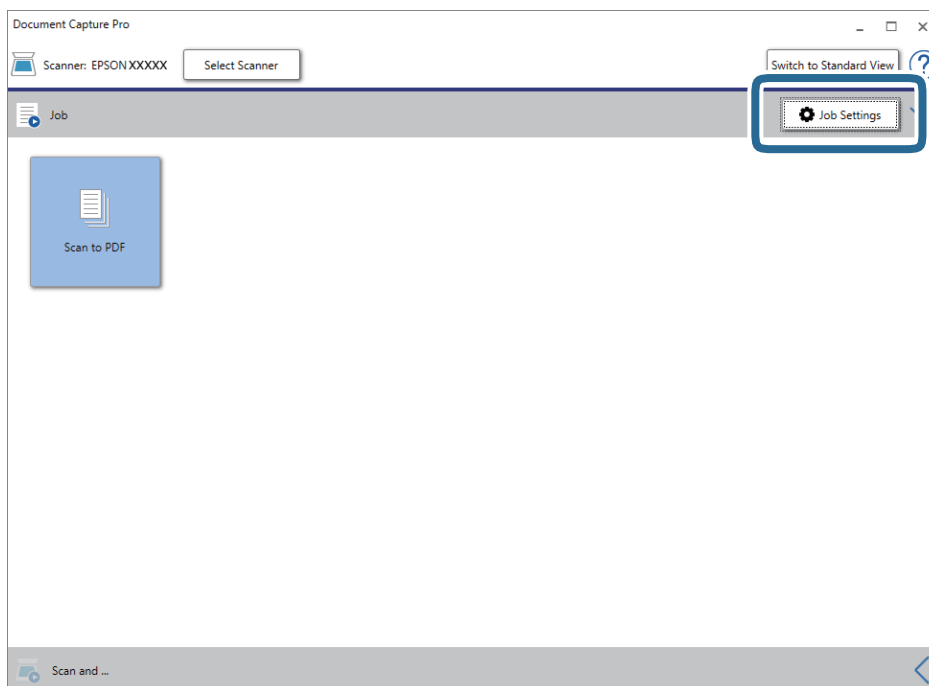 Document Capture Pro
Scanner: EPSON XXXXX
Select Scanner
Switch to Standard View
?
Job
Job Settings
Scan to PDF
Scan and ...